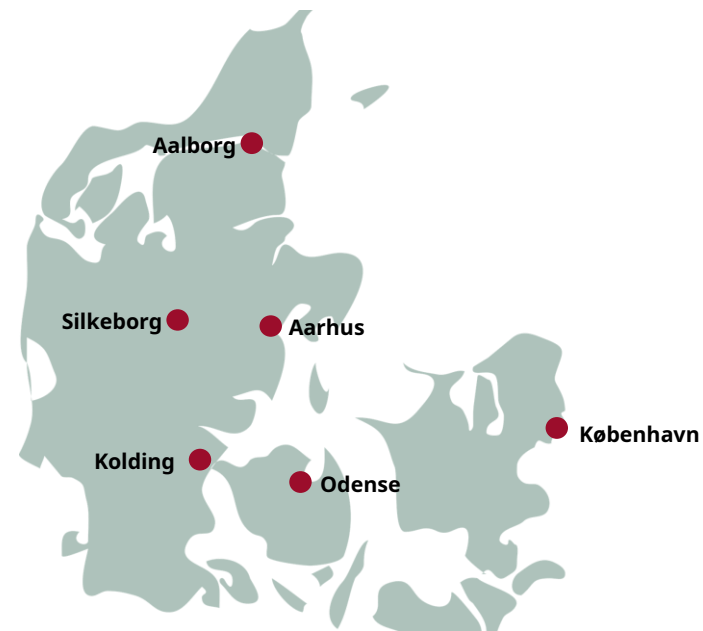 Aalborg
Silkeborg
Aarhus
København
Kolding
Odense